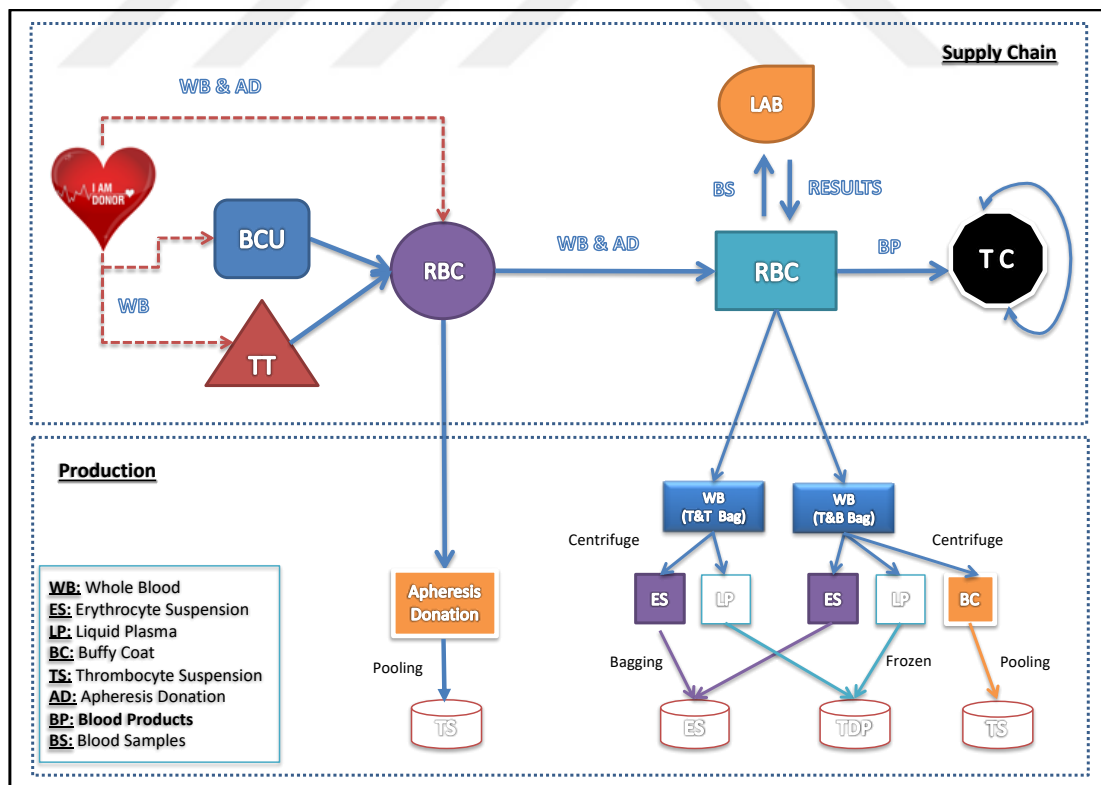 Supply Chain
WB & AD
LAB
I AM
DONOR
BS
RESULTS
BCU
RBC
WB & AD
RBC
BP
T C
WB
TT
Production
WB
(T&T Bag)
WB
(T&B Bag)
Centrifuge
Centrifuge
WB: Whole Blood
ES: Erythrocyte Suspension
LP: Liquid Plasma
BC: Buffy Coat
TS: Thrombocyte Suspension
AD: Apheresis Donation
BP: Blood Products
BS: Blood Samples
Apheresis
Donation
ES
LP
ES
LP
BC
Pooling
Bagging
Frozen
Pooling
TS
ES
TDP
TS